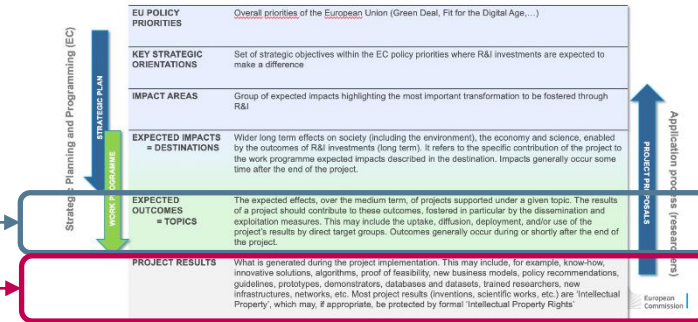 EU POLICY PRIORITIES
Overall priorities of the European Union (Green Deal, Fit for the Digital Age,…)
KEY STRATEGIC ORIENTATIONS
Set of strategic objectives within the EC policy priorities where R&I investments are expected to
make a difference
IMPACT AREAS
Group of expected impacts highlighting the most important transformation to be fostered through
R&I
EXPECTED IMPACTS
= DESTINATIONS
Wider long term effects on society (including the environment), the economy and science, enabled
by the outcomes of R&I investments (long term). It refers to the specific contribution of the project to
the work programme expected impacts described in the destination. Impacts generally occur some
time after the end of the project.
EXPECTED
OUTCOMES
= TOPICS
The expected effects, over the medium term, of projects supported under a given topic. The results
of a project should contribute to these outcomes, fostered in particular by the dissemination and
exploitation measures. This may include the uptake, diffusion, deployment, and/or use of the
project's results by direct target groups. Outcomes generally occur during or shortly after the end of
the project.
PROJECT RESULTS
What is generated during the project implementation. This may include, for example, know-how,
innovative solutions, algorithms, proof of feasibility, new business models, policy recommendations,
guidelines, prototypes, demonstrators, databases and datasets, trained researchers, new
infrastructures, networks, etc. Most project results (inventions, scientific works, etc.) are 'Intellectual
Property', which may, if appropriate, be protected by formal 'Intellectual Property Rights'
Strategic Planning and Programming (EC)
STRATEGIC PLAN
WORK PROGRAMME
PROJECT PROPOSALS
Application process (researchers)
European
Commission